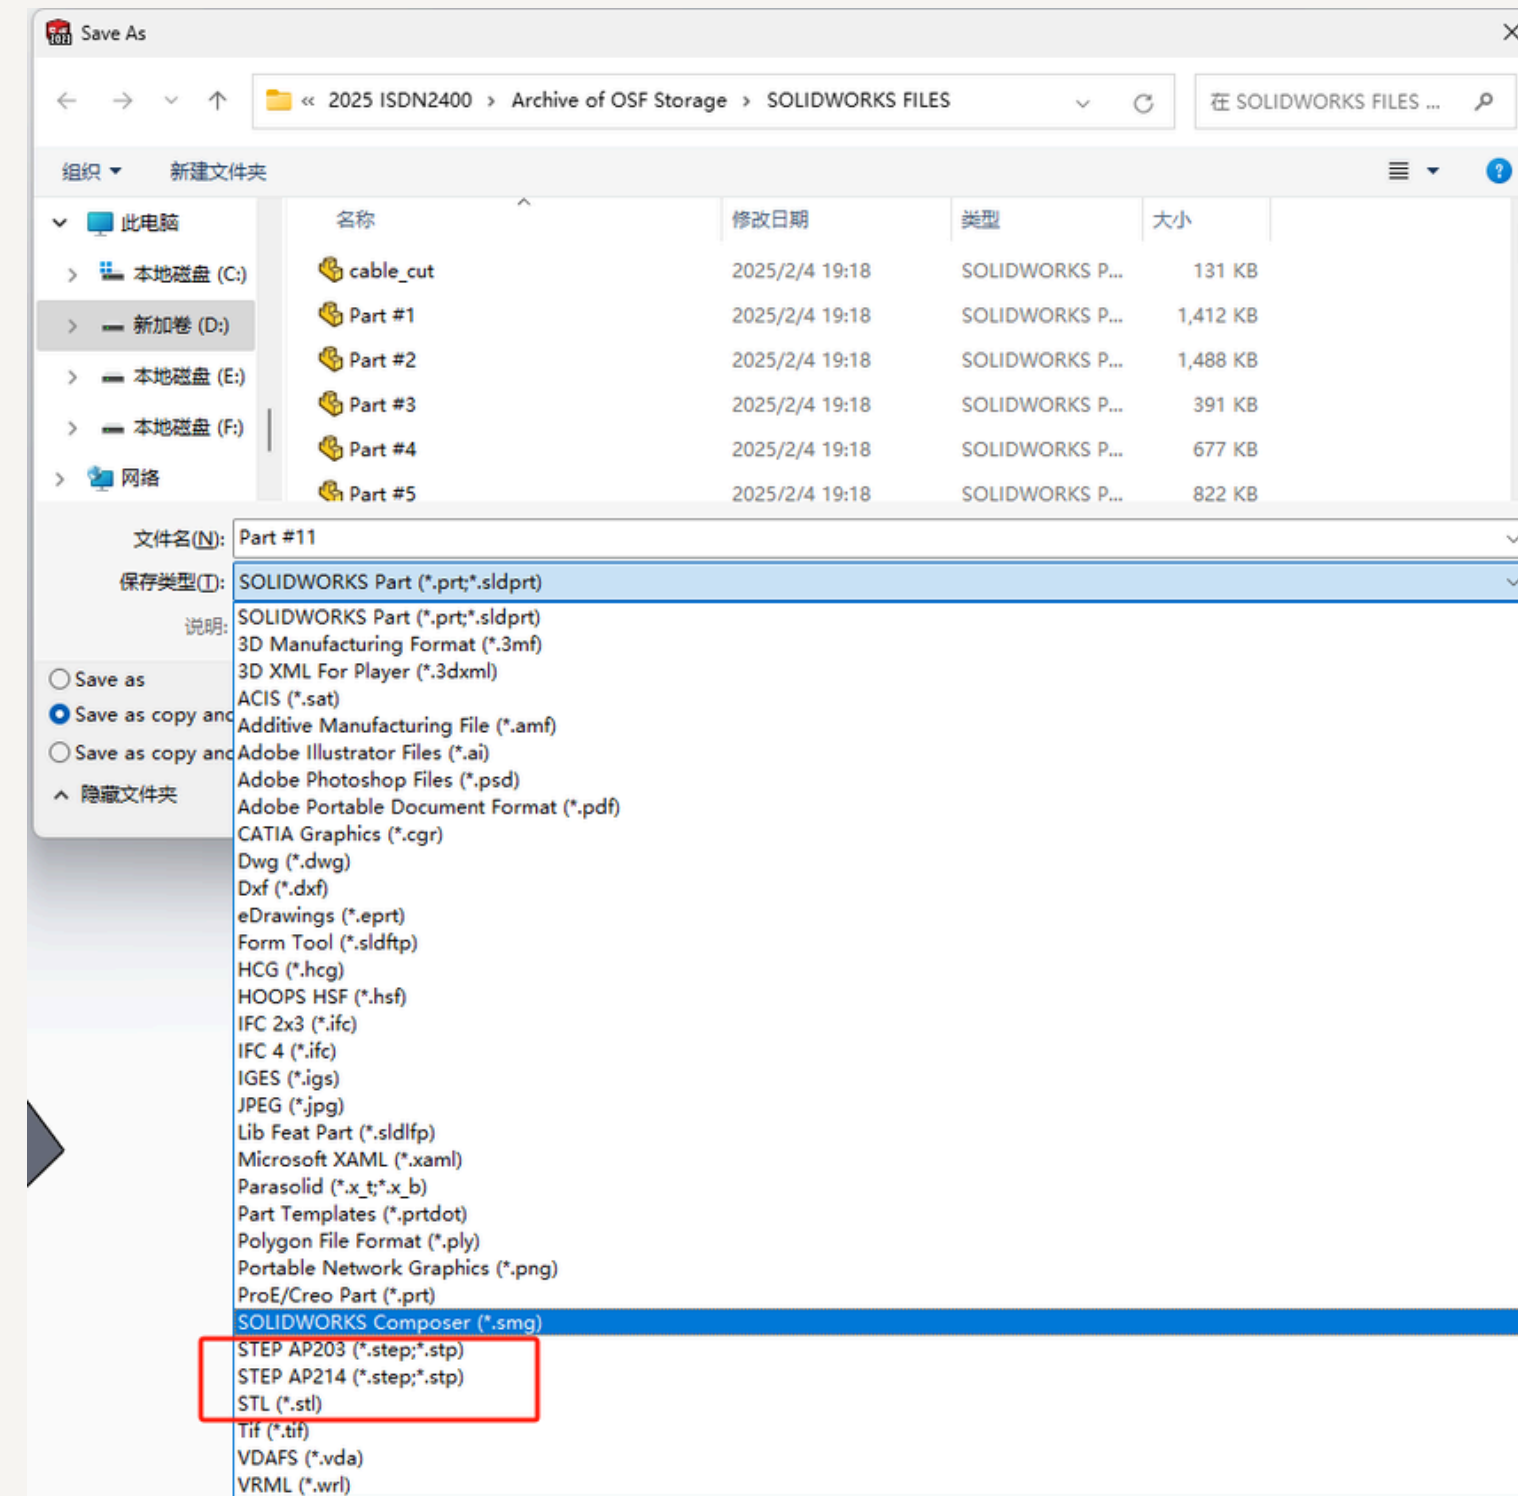 Save As
« 2025 ISDN2400 > Archive of OSF Storage > SOLIDWORKS FILES
在 SOLIDWORKS FILES ...
组织 新建文件夹
名称 修改日期 类型 大小
此电脑
本地磁盘 (C:)
新加卷 (D:)
本地磁盘 (E:)
本地磁盘 (F:)
网络
cable_cut 2025/2/4 19:18 SOLIDWORKS P... 131 KB
Part #1 2025/2/4 19:18 SOLIDWORKS P... 1,412 KB
Part #2 2025/2/4 19:18 SOLIDWORKS P... 1,488 KB
Part #3 2025/2/4 19:18 SOLIDWORKS P... 391 KB
Part #4 2025/2/4 19:18 SOLIDWORKS P... 677 KB
Part #5 2025/2/4 19:18 SOLIDWORKS P... 822 KB
文件名(N): Part #11
保存类型(T): SOLIDWORKS Part (*.prt;*.sldprt)
说明:
Save as
Save as copy and
Save as copy and
隐藏文件夹
SOLIDWORKS Part (*.prt;*.sldprt)
3D Manufacturing Format (*.3mf)
3D XML For Player (*.3dxml)
ACIS (*.sat)
Additive Manufacturing File (*.amf)
Adobe Illustrator Files (*.ai)
Adobe Photoshop Files (*.psd)
Adobe Portable Document Format (*.pdf)
CATIA Graphics (*.cgr)
Dwg (*.dwg)
Dxf (*.dxf)
eDrawings (*.eprt)
Form Tool (*.sldftp)
HCG (*.hcg)
HOOPS HSF (*.hsf)
IFC 2x3 (*.ifc)
IFC 4 (*.ifc)
IGES (*.igs)
JPEG (*.jpg)
Lib Feat Part (*.sldlfp)
Microsoft XAML (*.xaml)
Parasolid (*.x_t;*.x_b)
Part Templates (*.prtdot)
Polygon File Format (*.ply)
Portable Network Graphics (*.png)
ProE/Creo Part (*.prt)
SOLIDWORKS Composer (*.smg)
STEP AP203 (*.step;*.stp)
STEP AP214 (*.step;*.stp)
STL (*.stl)
Tif (*.tif)
VDAFS (*.vda)
VRML (*.wrl)